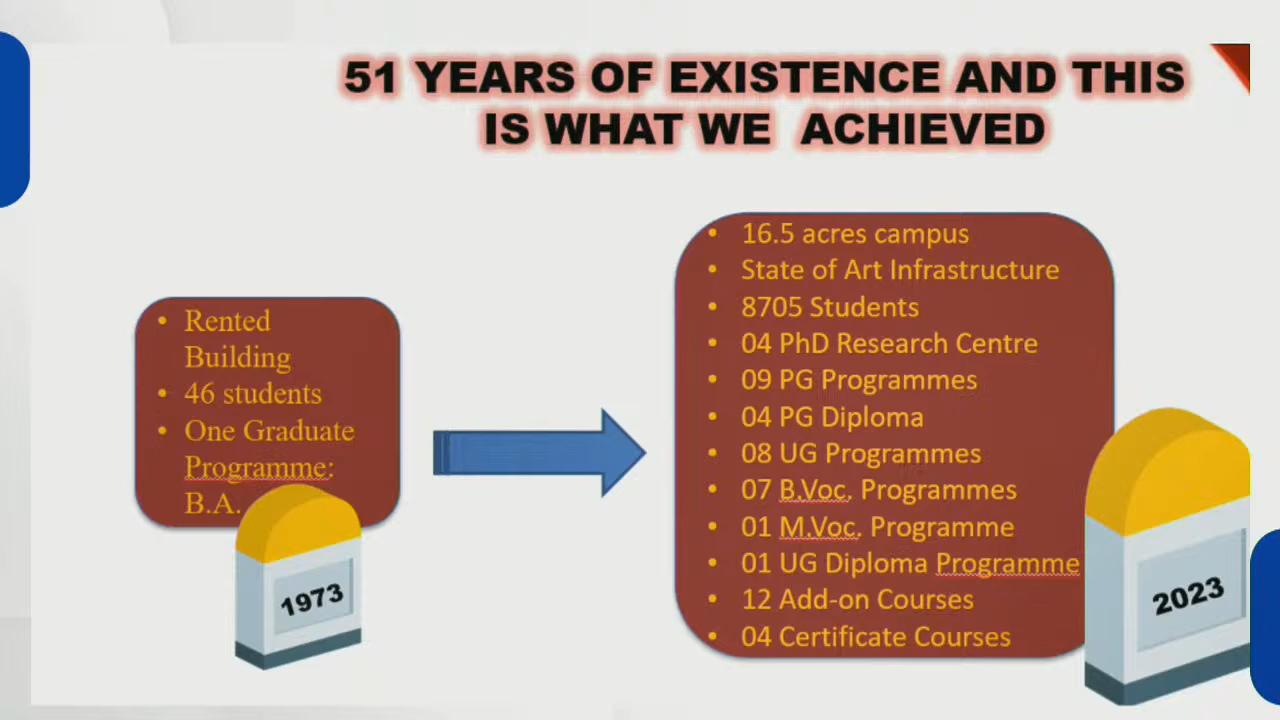 51 YEARS OF EXISTENCE AND THIS
IS WHAT WE ACHIEVED
• Rented
Building
• 46 students
• One Graduate
Programme:
B.A.
1973
• 16.5 acres campus
• State of Art Infrastructure
• 8705 Students
• 04 PhD Research Centre
• 09 PG Programmes
• 04 PG Diploma
• 08 UG Programmes
• 07 B.Voc. Programmes
• 01 M.Voc. Programme
• 01 UG Diploma Programme
• 12 Add-on Courses
• 04 Certificate Courses
2023